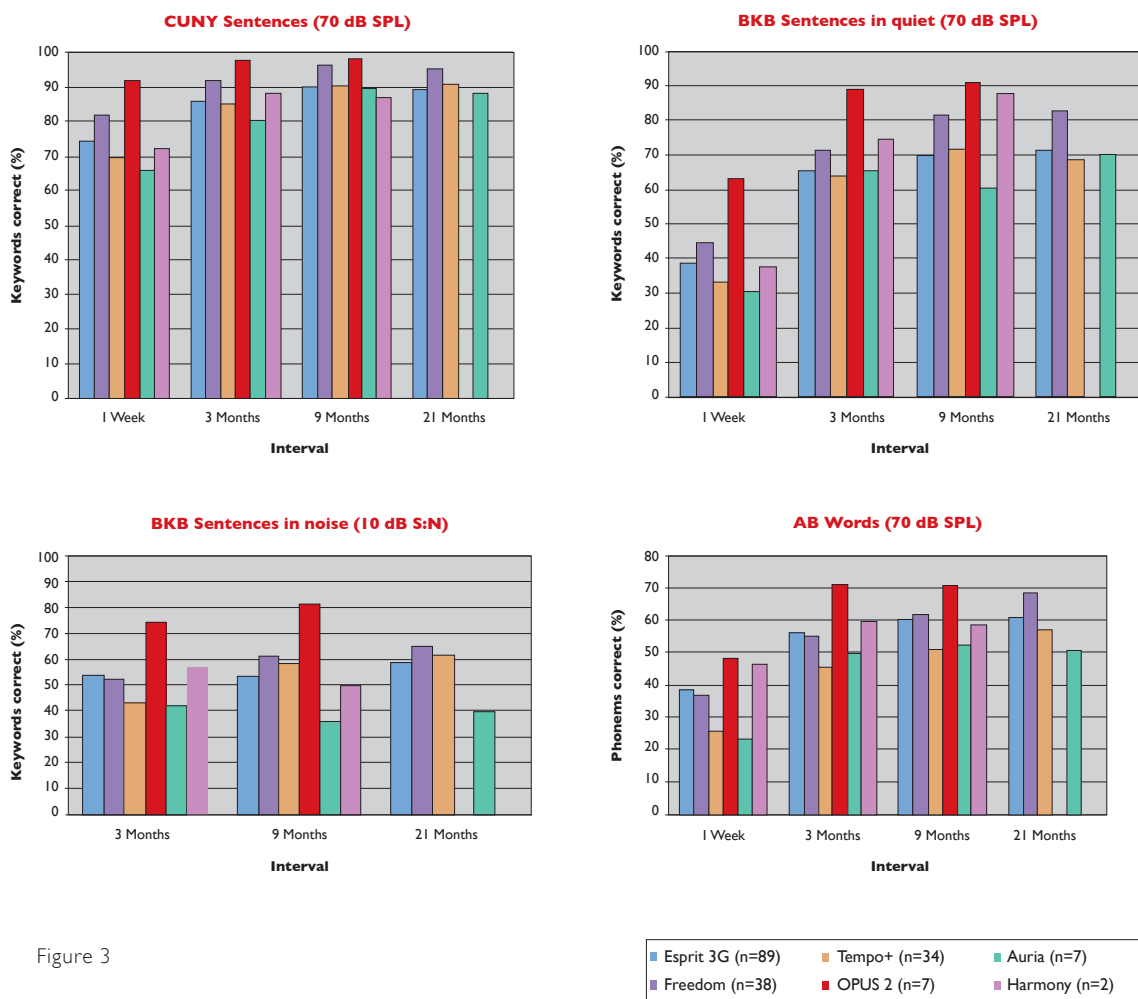 CUNY Sentences (70 dB SPL)
100
90
80
70
60
50
40
30
20
10
0
Keywords correct (%)
1 Week 3 Months 9 Months 21 Months
Interval
BKB Sentences in quiet (70 dB SPL)
100
90
80
70
60
50
40
30
20
10
0
Keywords correct (%)
1 Week 3 Months 9 Months 21 Months
Interval
BKB Sentences in noise (10 dB S:N)
100
90
80
70
60
50
40
30
20
10
0
Keywords correct (%)
3 Months 9 Months 21 Months
Interval
AB Words (70 dB SPL)
80
70
60
50
40
30
20
10
0
Phonems correct (%)
1 Week 3 Months 9 Months 21 Months
Interval
Figure 3
Esprit 3G (n=89) Tempo+ (n=34) Auria (n=7)
Freedom (n=38) OPUS 2 (n=7) Harmony (n=2)